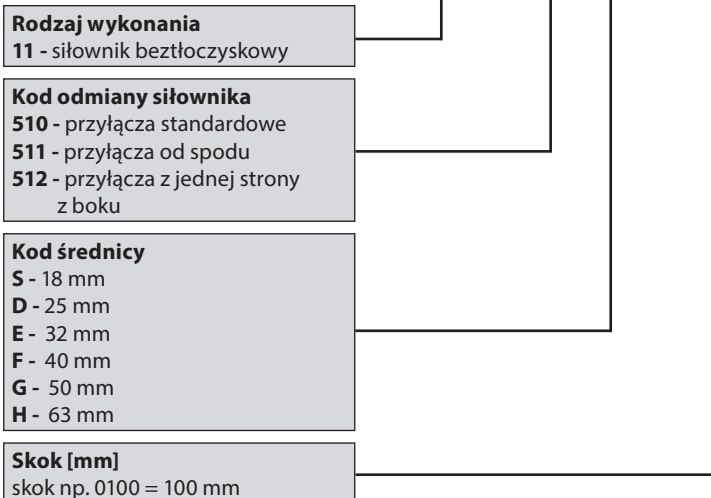 Rodzaj wykonania
11 - siłownik beztłoczyskowy
Kod odmiany siłownika
510 - przyłącza standardowe
511 - przyłącza od spodu
512 - przyłącza z jednej strony
z boku
Kod średnicy
S - 18 mm
D - 25 mm
E - 32 mm
F - 40 mm
G - 50 mm
H - 63 mm
Skok [mm]
skok np. 0100 = 100 mm